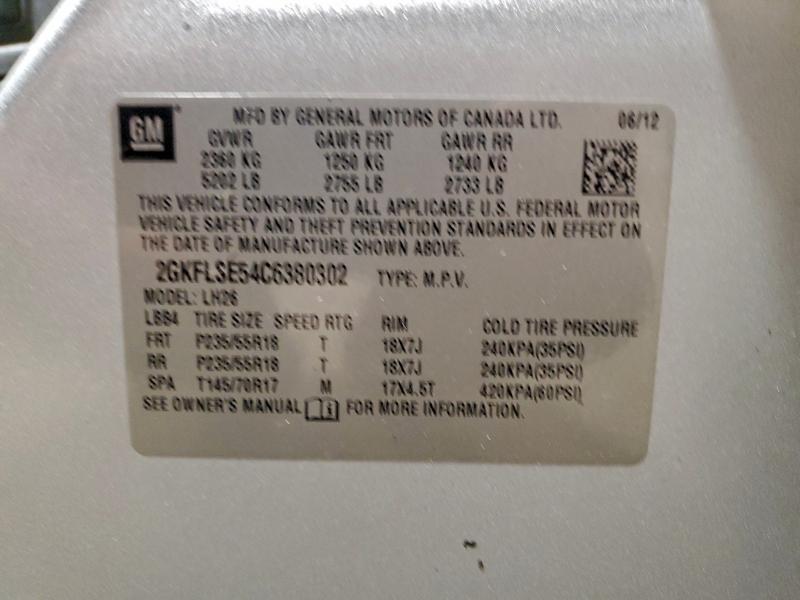 GM MFD BY GENERAL MOTORS OF CANADA LTD. 06/12
GVWR GAWR FRT GAWR RR
2360 KG 1250 KG 1240 KG
5202 LB 2755 LB 2733 LB
THIS VEHICLE CONFORMS TO ALL APPLICABLE U.S. FEDERAL MOTOR
VEHICLE SAFETY AND THEFT PREVENTION STANDARDS IN EFFECT ON
THE DATE OF MANUFACTURE SHOWN ABOVE.
2GKFLSE54C6380302 TYPE: M.P.V.
MODEL: LH26
LBB4 TIRE SIZE SPEED RTG RIM COLD TIRE PRESSURE
FRT P235/55R18 T 18X7J 240KPA(35PSI)
RR P235/55R18 T 18X7J 240KPA(35PSI)
SPA T145/70R17 M 17X4.5T 420KPA(60PSI)
SEE OWNER'S MANUAL FOR MORE INFORMATION.